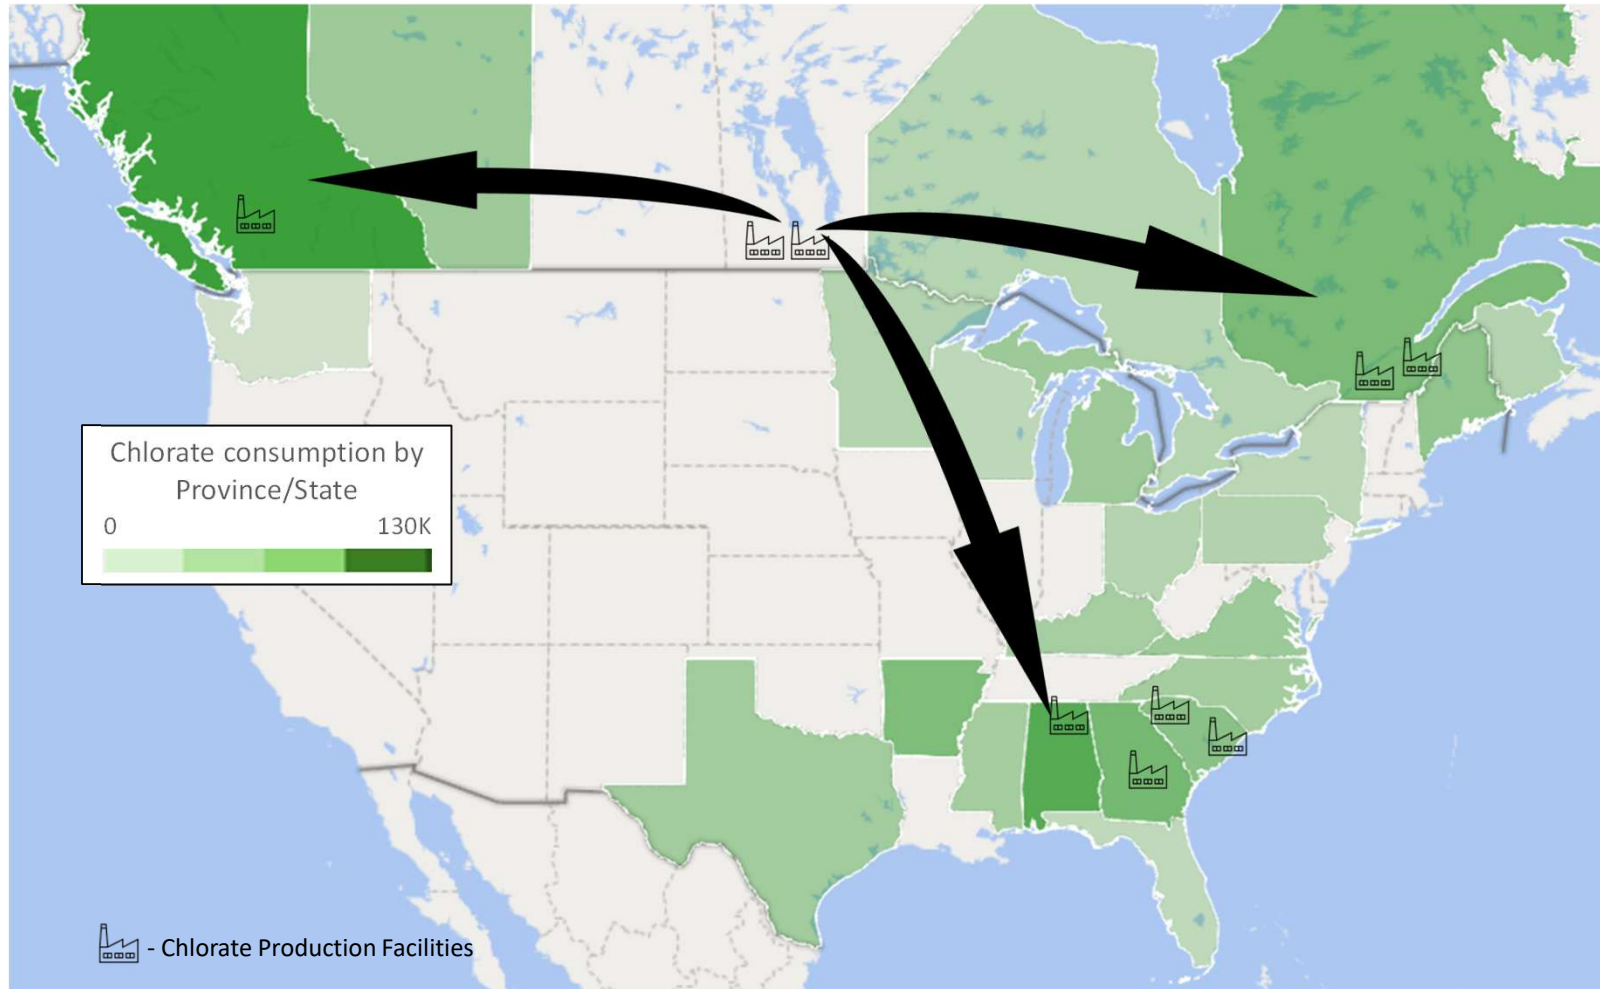 Chlorate consumption by
Province/State
0 130K
- Chlorate Production Facilities